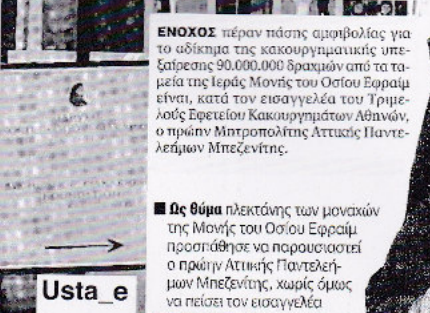 ΕΝΟΧΟΣ πέραν πάσης αμφιβολίας για
το αδίκημα της κακουργηματικής υπε-
ξαίρεσης 90.000.000 δραχμών από τα τα-
μεία της Ιεράς Μονής του Οσίου Εφραίμ
είναι, κατά τον εισαγγελέα του Τριμε-
λούς Εφετείου Κακουργημάτων Αθηνών,
ο πρώην Μητροπολίτης Αττικής Παντε-
λεήμων Μπεζενίτης.
■ Ως θύμα πλεκτάνης των μοναχών
της Μονής του Οσίου Εφραίμ
προσπάθησε να παρουσιαστεί
ο πρώην Αττικής Παντελεή-
μων Μπεζενίτης, χωρίς όμως
να πείσει τον εισαγγελέα
Usta_e